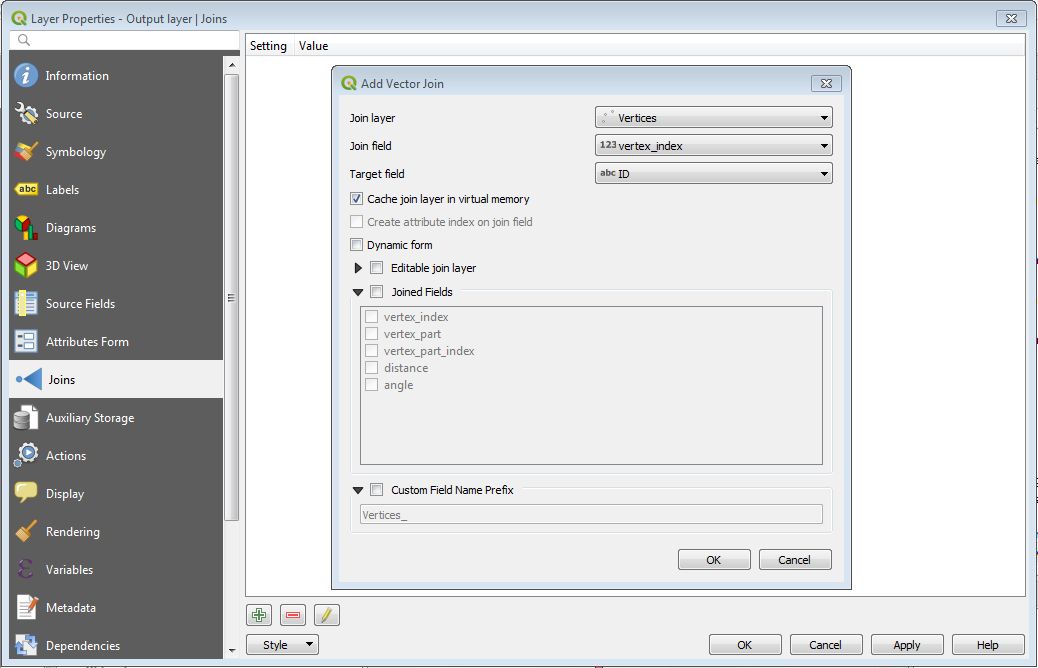 Layer Properties - Output layer | Joins
Setting Value
Information
Source
Symbology
abc Labels
Diagrams
3D View
Source Fields
Attributes Form
Joins
Auxiliary Storage
Actions
Display
Rendering
Variables
Metadata
Dependencies
Add Vector Join
Join layer Vertices
Join field 123 vertex_index
Target field abc ID
Cache join layer in virtual memory
Create attribute index on join field
Dynamic form
Editable join layer
Joined Fields
vertex_index
vertex_part
vertex_part_index
distance
angle
Custom Field Name Prefix
Vertices_
OK Cancel
Style OK Cancel Apply Help